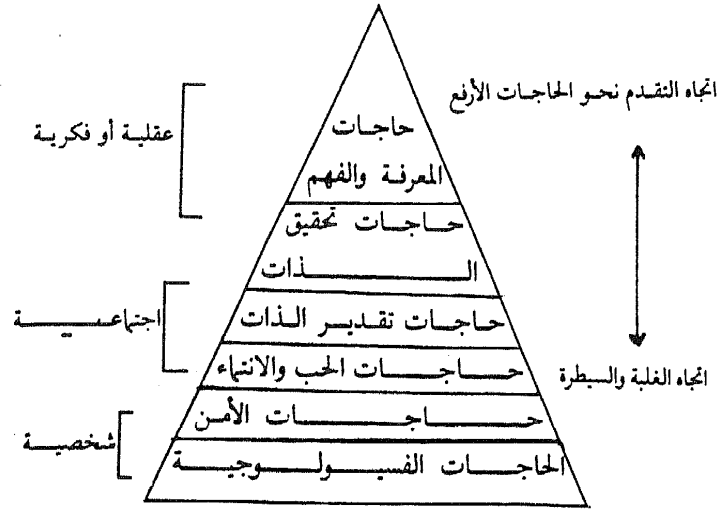 اتجاه التقدم نحو الحاجات الأرفع
حاجات
المعرفة والفهم
عقلية أو فكرية
حاجات تحقيق
الذات
حاجات تقدير الذات
اجتماعية
حاجات الحب والانتماء
اتجاه الغلبة والسيطرة
حاجات الأمن
شخصية
الحاجات الفسيولوجية